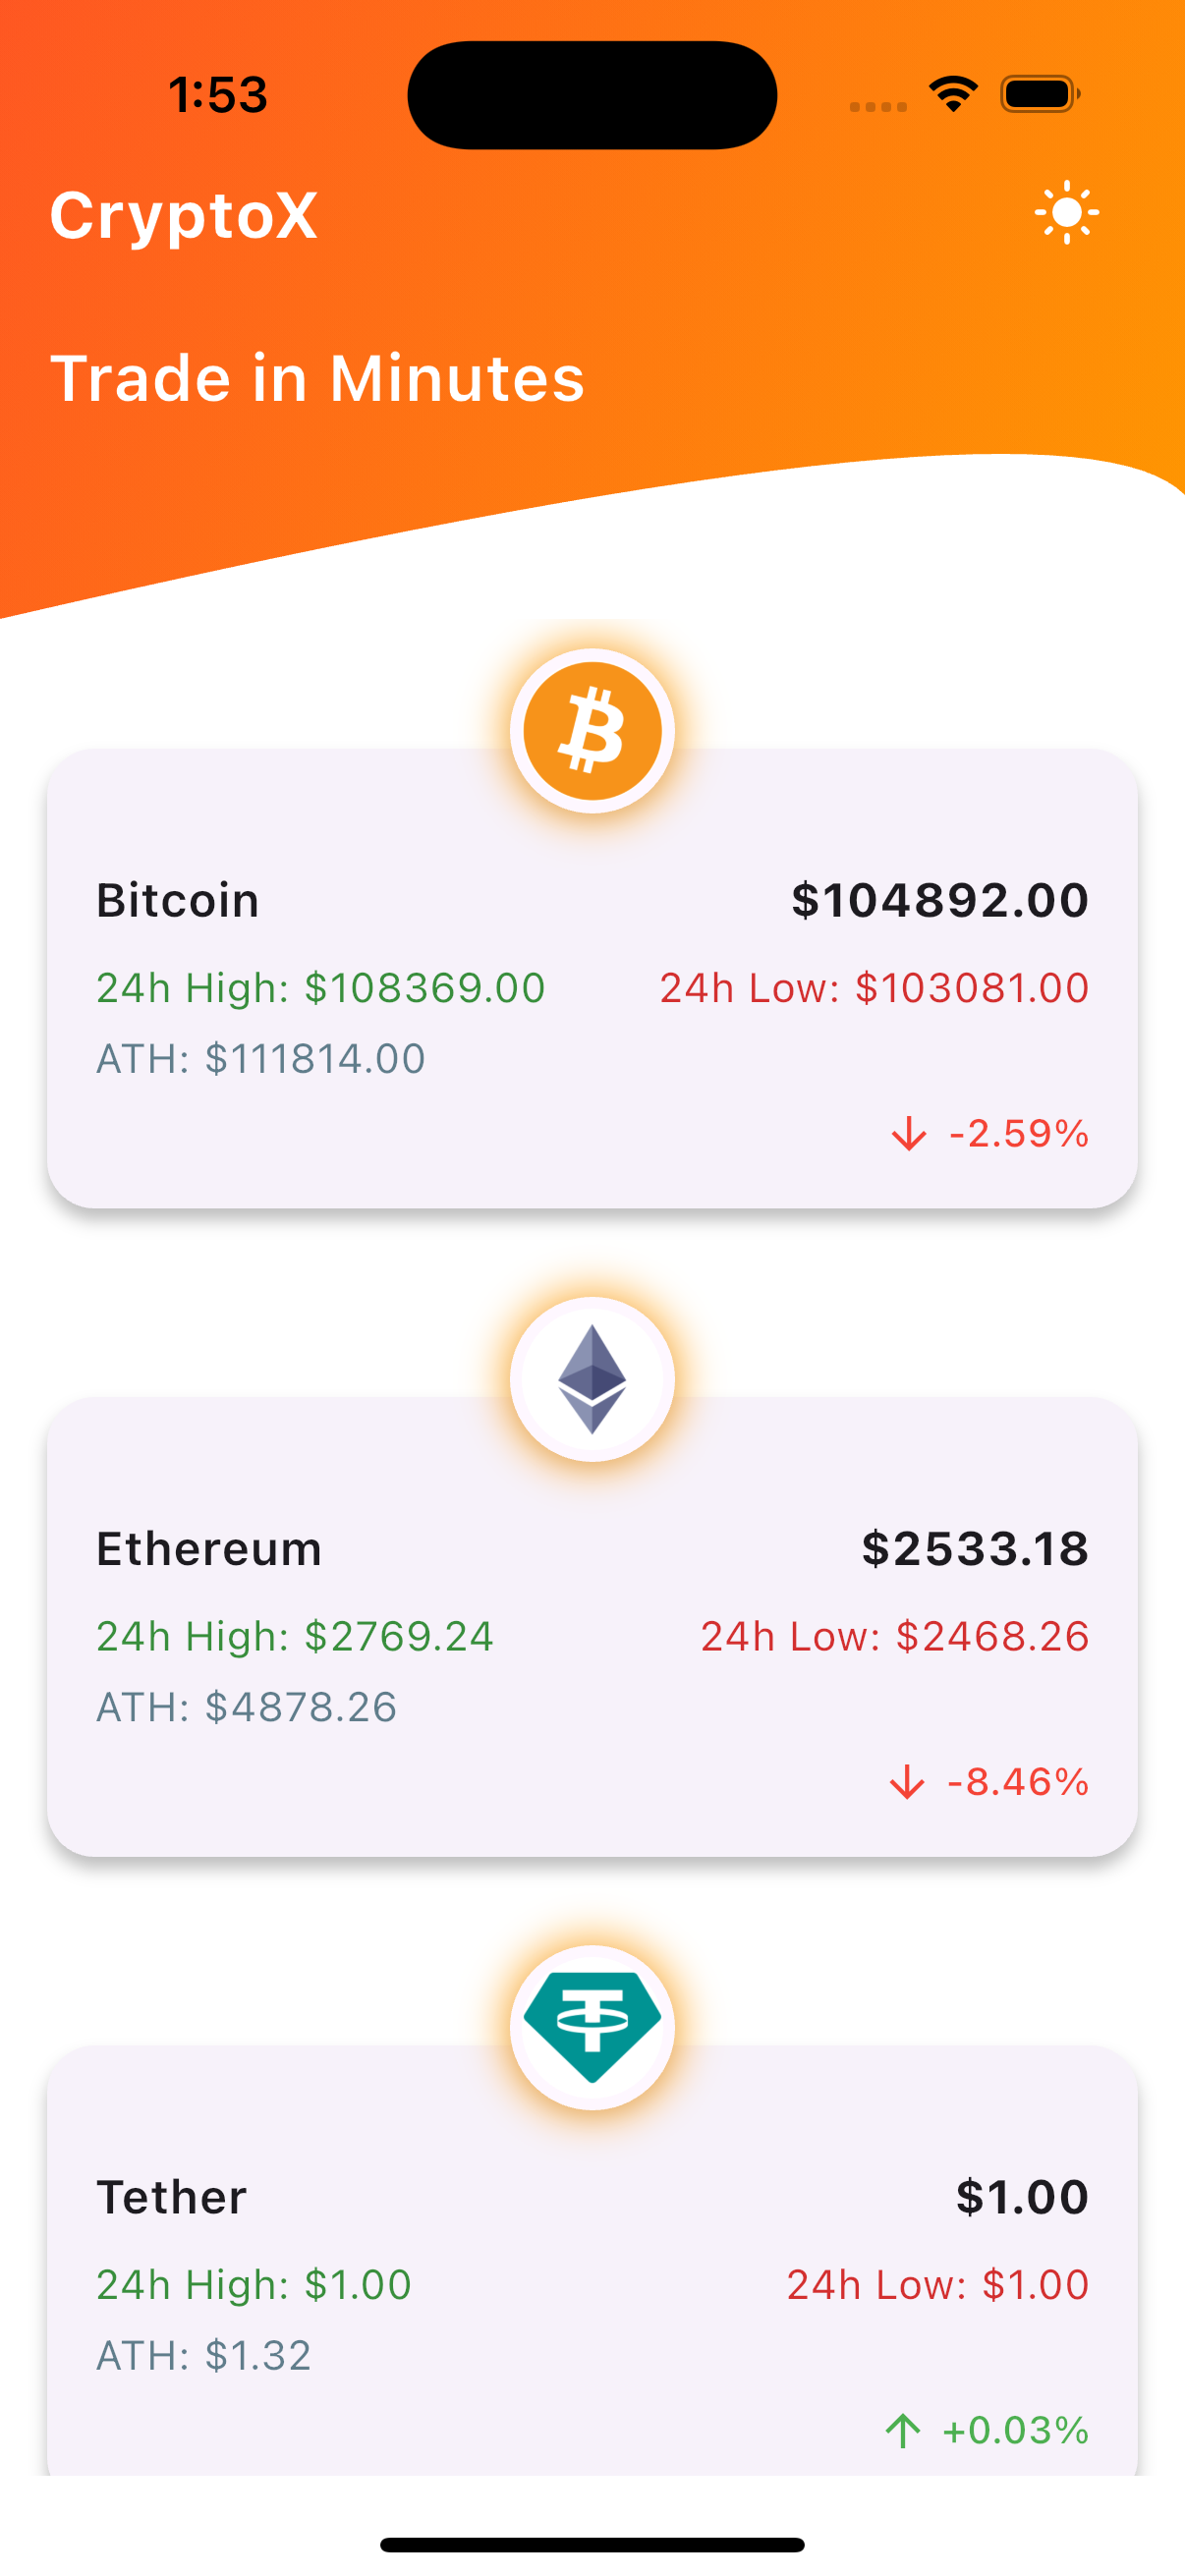 1:53
CryptoX
Trade in Minutes
Bitcoin $104892.00
24h High: $108369.00 24h Low: $103081.00
ATH: $111814.00
-2.59%
Ethereum $2533.18
24h High: $2769.24 24h Low: $2468.26
ATH: $4878.26
-8.46%
Tether $1.00
24h High: $1.00 24h Low: $1.00
ATH: $1.32
+0.03%